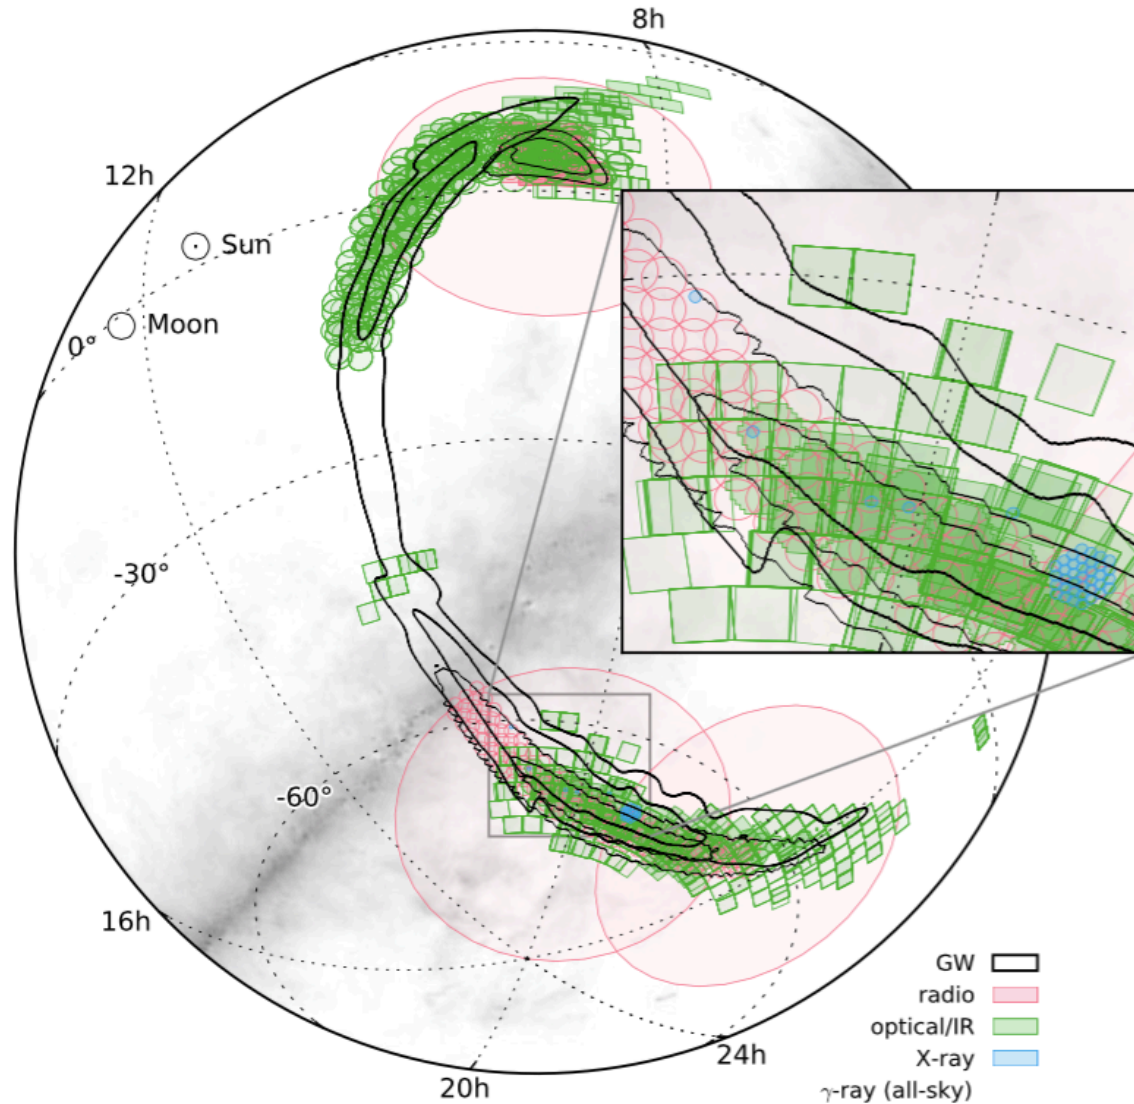 8h
12h
Sun
Moon
0°
-30°
-60°
16h
20h
24h
GW
radio
optical/IR
X-ray
γ-ray (all-sky)